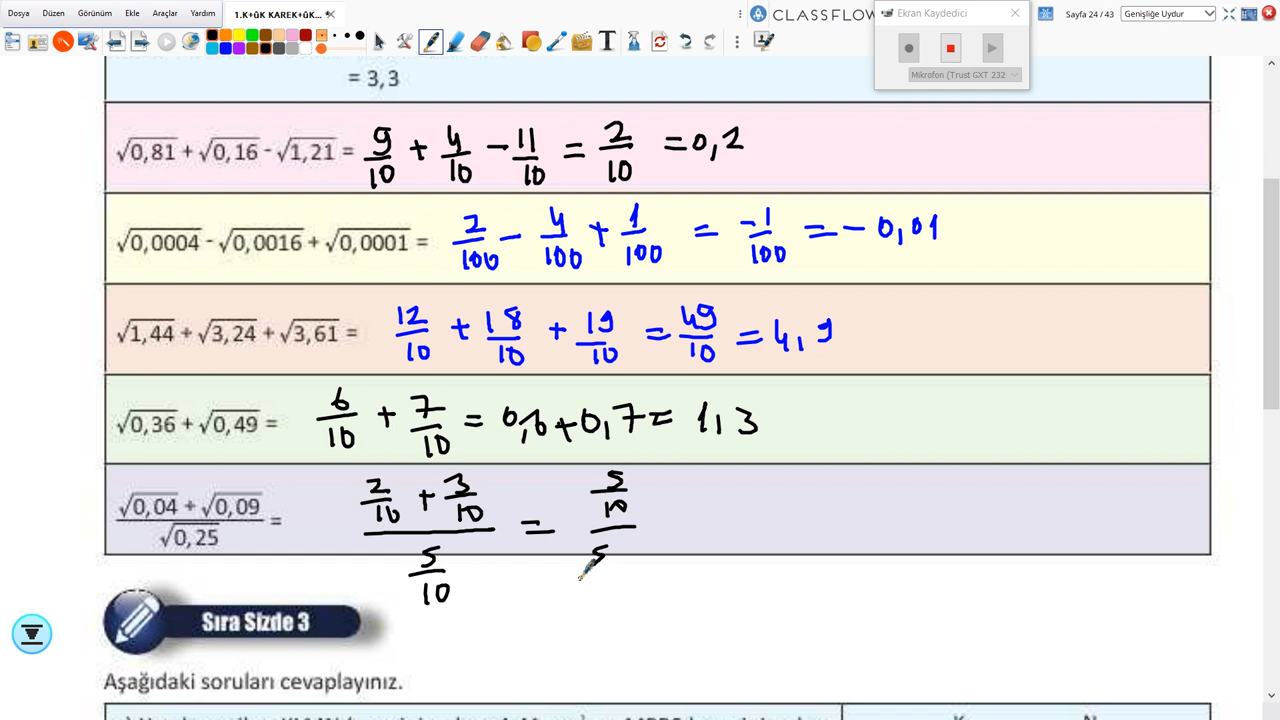 Dosya Düzen Görünüm Ekle Araçlar Yardım
1.K+ûK KAREK+ûK...*
CLASSFLOW
Ekran Kaydedici
Mikrofon (Trust GXT 232
Sayfa 24 / 43
Genişliğe Uydur
= 3,3
√0,81 + √0,16 - √1,21 = 9/10 + 4/10 - 11/10 = 2/10 = 0,2
√0,0004 - √0,0016 + √0,0001 = 2/100 - 4/100 + 1/100 = -1/100 = - 0,01
√1,44 + √3,24 + √3,61 = 12/10 + 18/10 + 19/10 = 49/10 = 4,9
√0,36 + √0,49 = 6/10 + 7/10 = 0,6+0,7 = 1,3
(√0,04 + √0,09)/√0,25 = (2/10 + 3/10)/(5/10) = (5/10)/5
Sıra Sizde 3
Aşağıdaki soruları cevaplayınız.